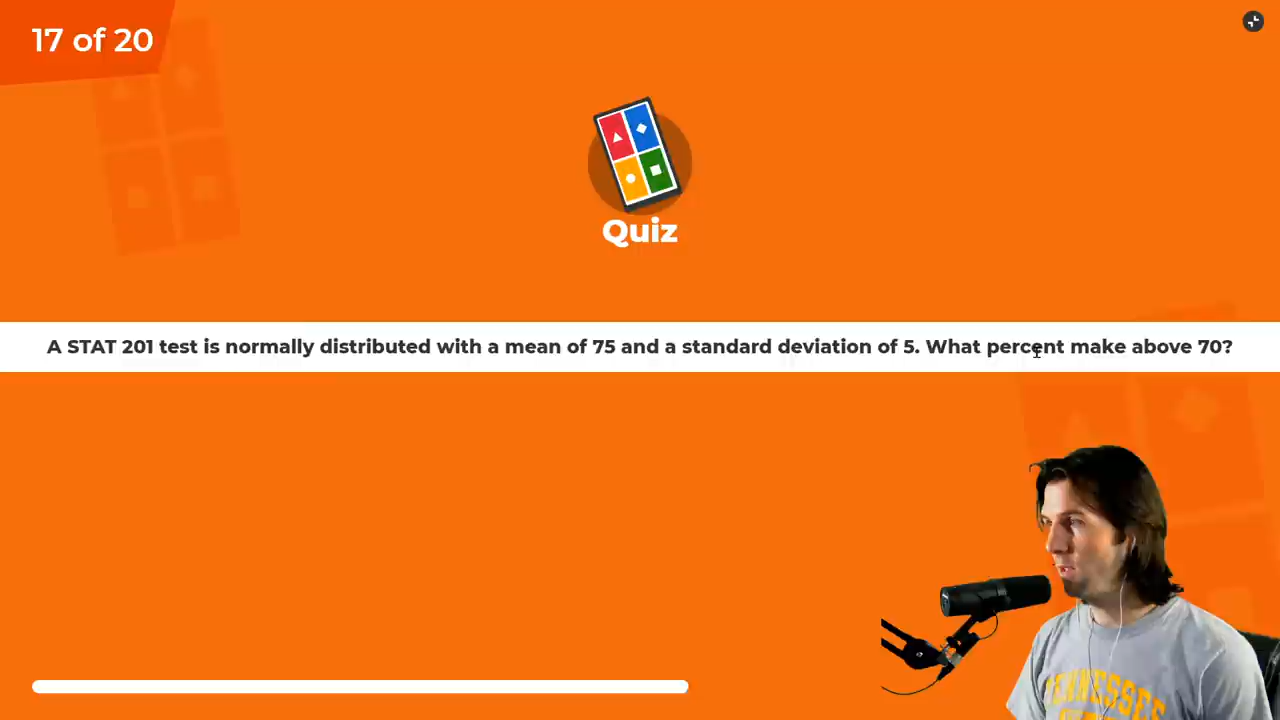 17 of 20
Quiz
A STAT 201 test is normally distributed with a mean of 75 and a standard deviation of 5. What percent make above 70?
TENNESSEE